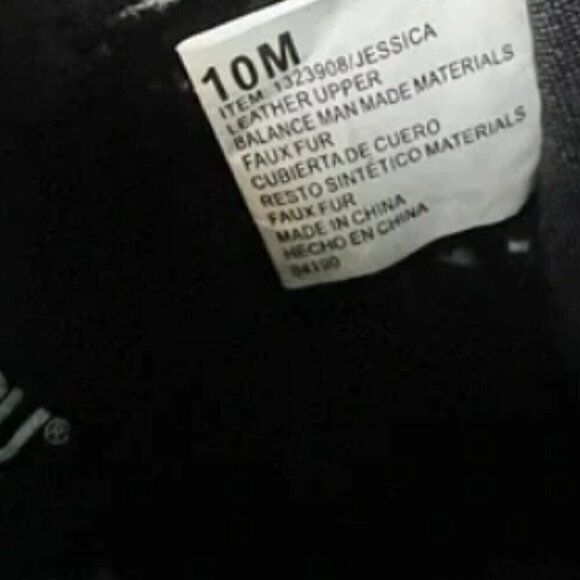 10M
ITEM 1323908/JESSICA
LEATHER UPPER
BALANCE MAN MADE MATERIALS
FAUX FUR
CUBIERTA DE CUERO
RESTO SINTÉTICO MATERIALS
FAUX FUR
MADE IN CHINA
HECHO EN CHINA
04190
®